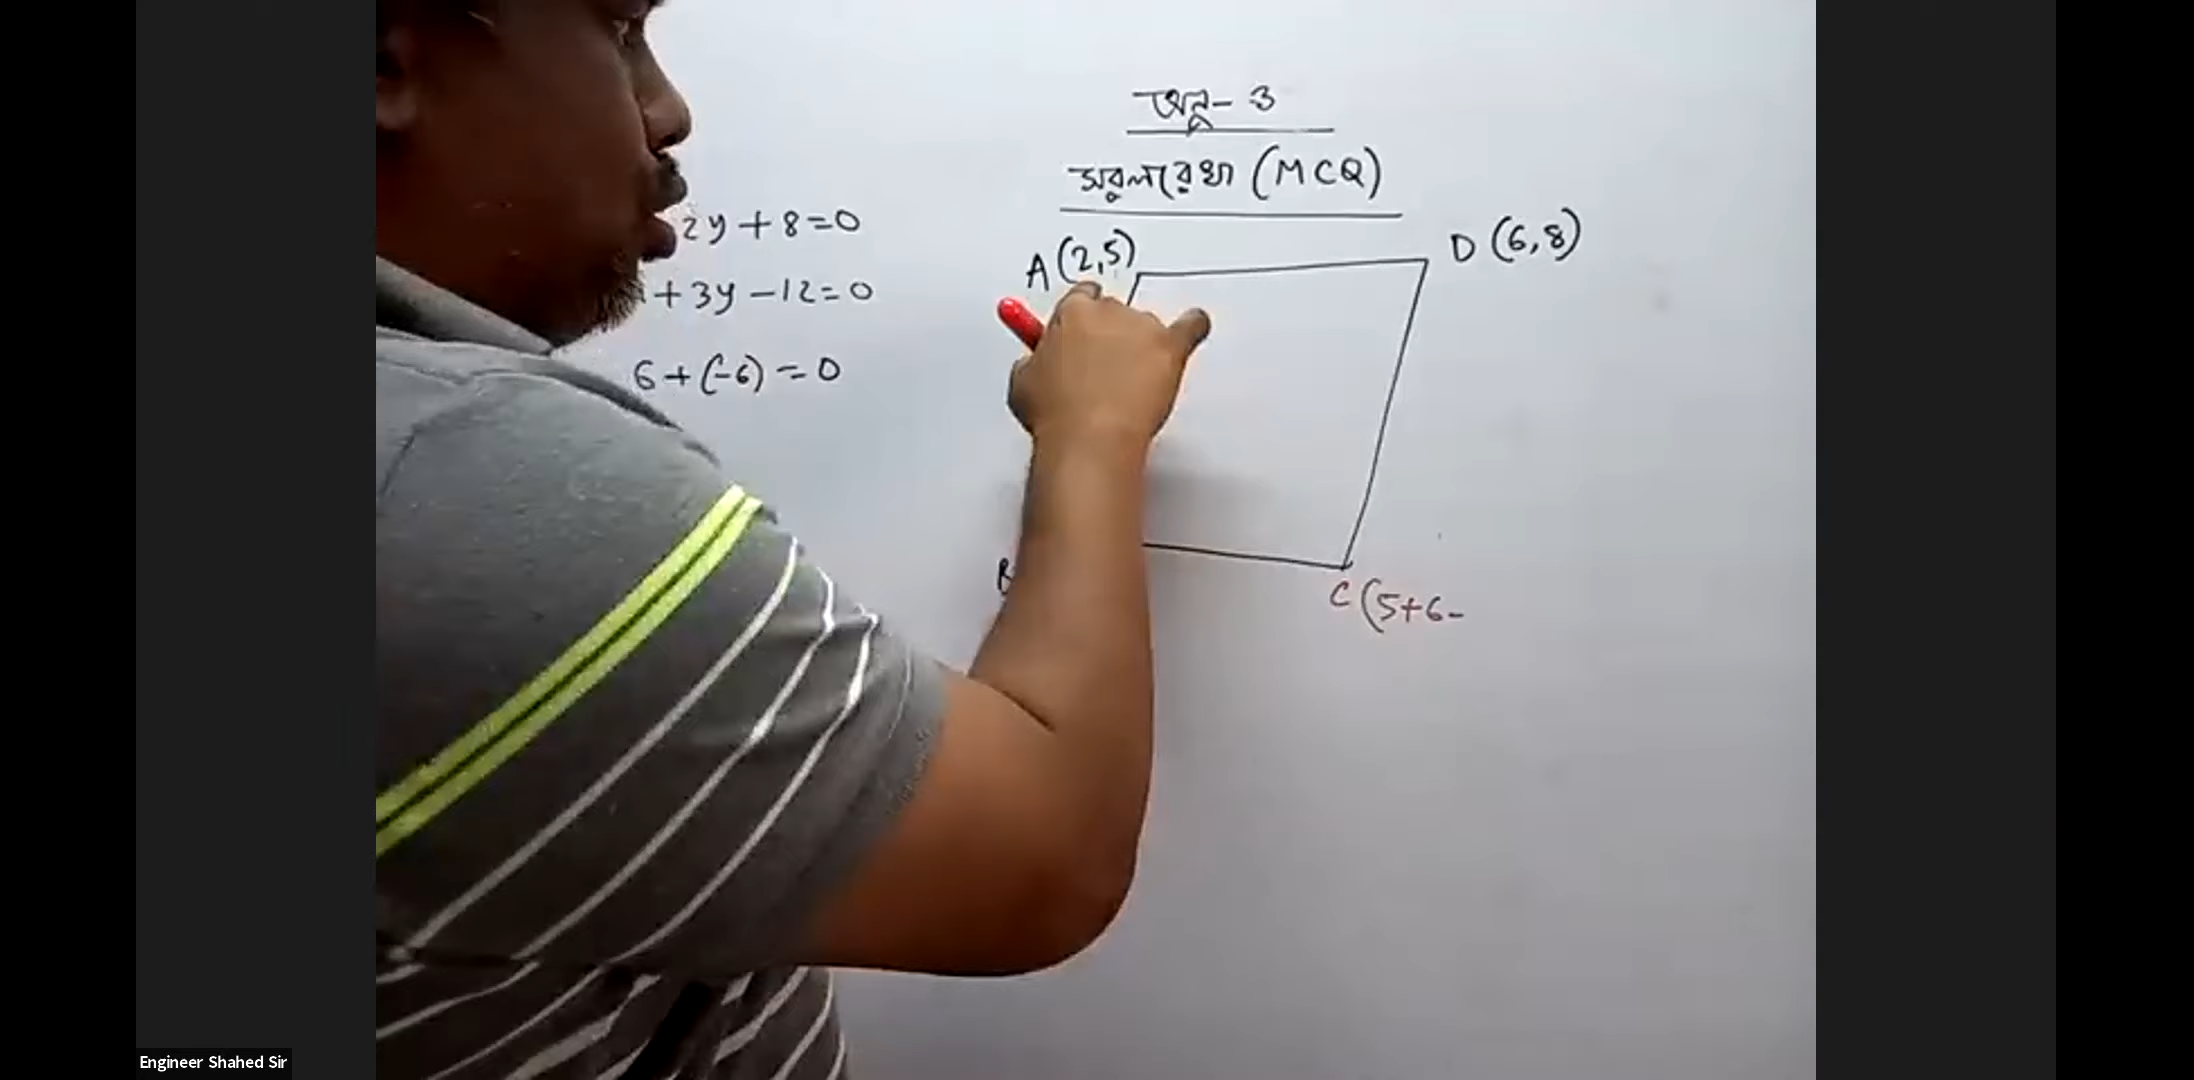 অনু - ৩
সরলরেখা (MCQ)
2y + 8 = 0
+ 3y - 12 = 0
6 + (-6) = 0
A (2,5)
D (6,8)
B
C (5+6-
Engineer Shahed Sir